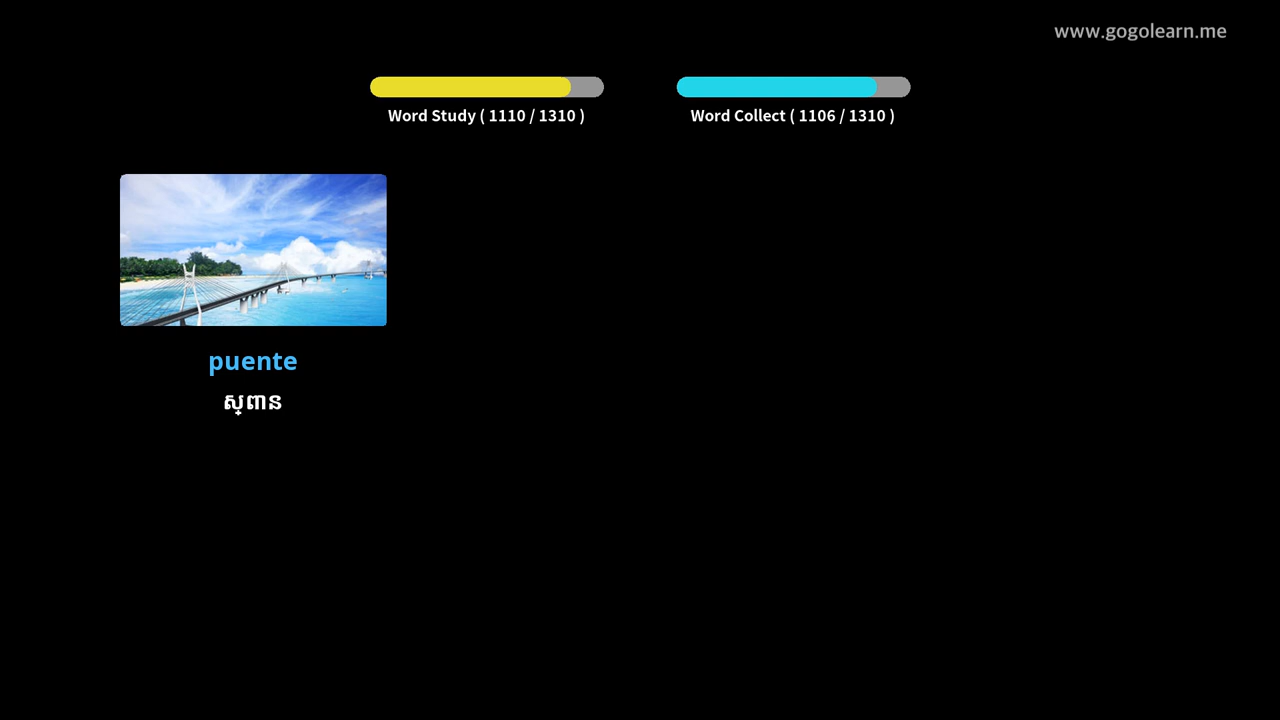 www.gogolearn.me
Word Study ( 1110 / 1310 )
Word Collect ( 1106 / 1310 )
puente
ស្ពាន